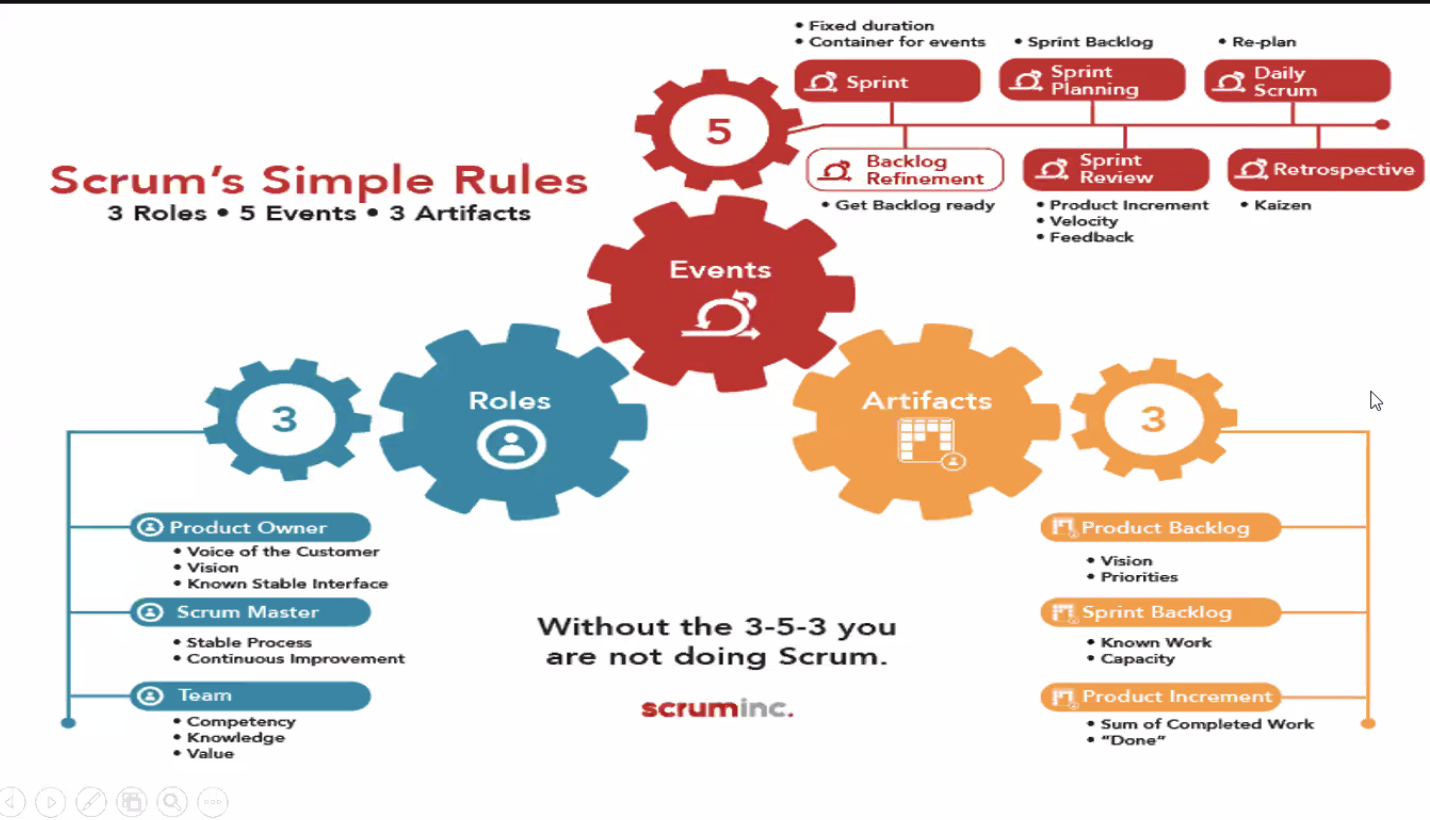 Scrum's Simple Rules
3 Roles • 5 Events • 3 Artifacts
5
• Fixed duration
• Container for events
Sprint
• Sprint Backlog
Sprint
Planning
• Re-plan
Daily
Scrum
Backlog
Refinement
• Get Backlog ready
Sprint
Review
• Product Increment
• Velocity
• Feedback
Retrospective
• Kaizen
Events
Roles
3
Product Owner
• Voice of the Customer
• Vision
• Known Stable Interface
Scrum Master
• Stable Process
• Continuous Improvement
Team
• Competency
• Knowledge
• Value
Artifacts
3
Product Backlog
• Vision
• Priorities
Sprint Backlog
• Known Work
• Capacity
Product Increment
• Sum of Completed Work
• “Done”
Without the 3-5-3 you
are not doing Scrum.
scruminc.